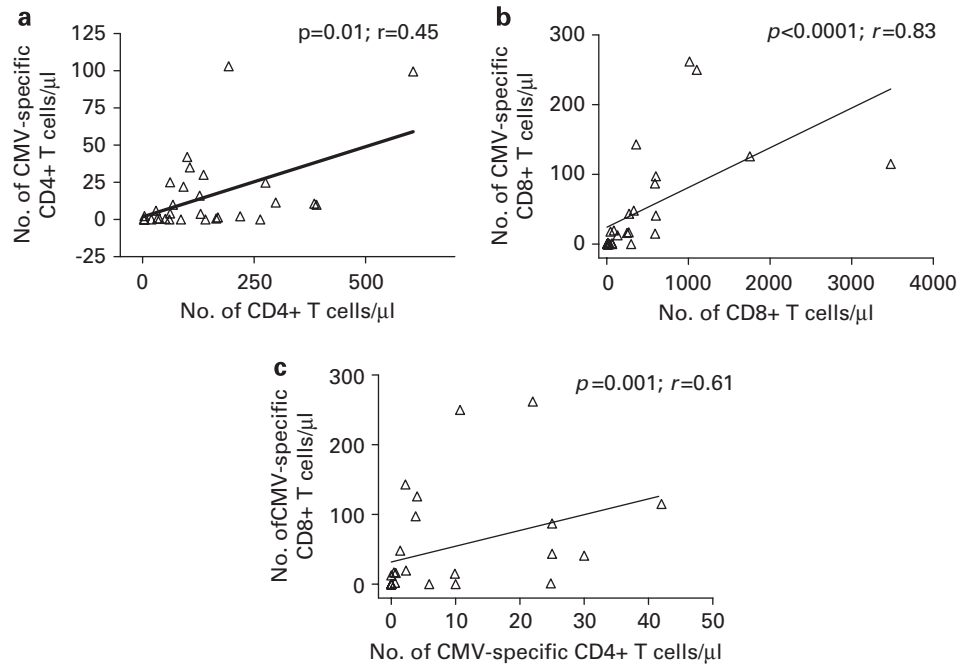 a
p=0.01; r=0.45
No. of CMV-specific
CD4+ T cells/μl
125
100
75
50
25
0
-25
0
250
500
No. of CD4+ T cells/μl
b
p<0.0001; r=0.83
No. of CMV-specific
CD8+ T cells/μl
300
200
100
0
0
1000
2000
3000
4000
No. of CD8+ T cells/μl
c
p=0.001; r=0.61
No. ofCMV-specific
CD8+ T cells/μl
300
200
100
0
0
10
20
30
40
50
No. of CMV-specific CD4+ T cells/μl